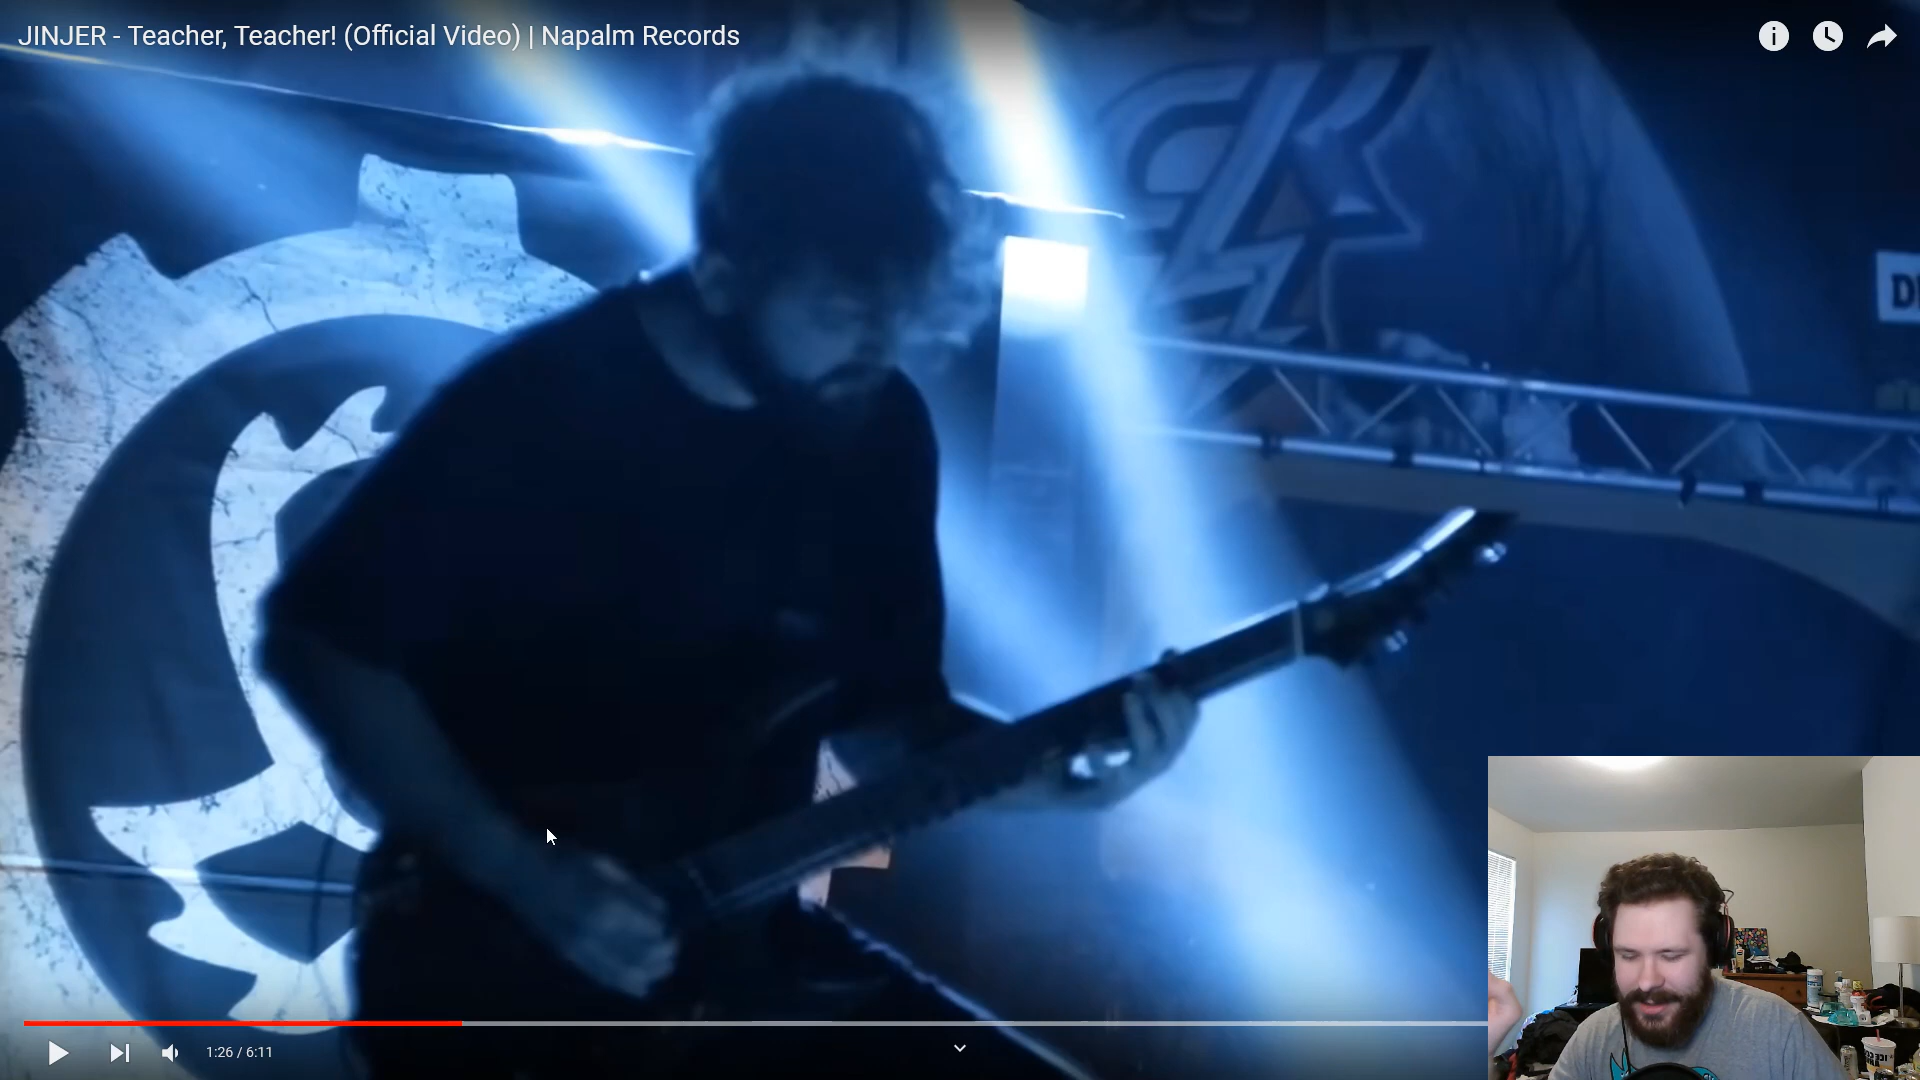 JINJER - Teacher, Teacher! (Official Video) | Napalm Records
D
1:26 / 6:11